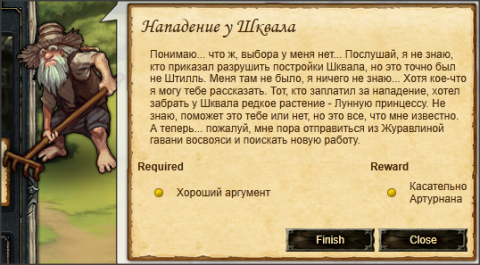 Нападение у Шквала
Понимаю... что ж, выбора у меня нет... Послушай, я не знаю,
кто приказал разрушить постройки Шквала, но это точно был
не Штилль. Меня там не было, я ничего не знаю... Хотя кое-что
я могу тебе рассказать. Тот, кто заплатил за нападение, хотел
забрать у Шквала редкое растение - Лунную принцессу. Не
знаю, поможет это тебе или нет, но это все, что мне известно.
А теперь... пожалуй, мне пора отправиться из Журавлиной
гавани восвояси и поискать новую работу.
Required
Reward
Хороший аргумент
Касательно
Артурнана
Finish
Close